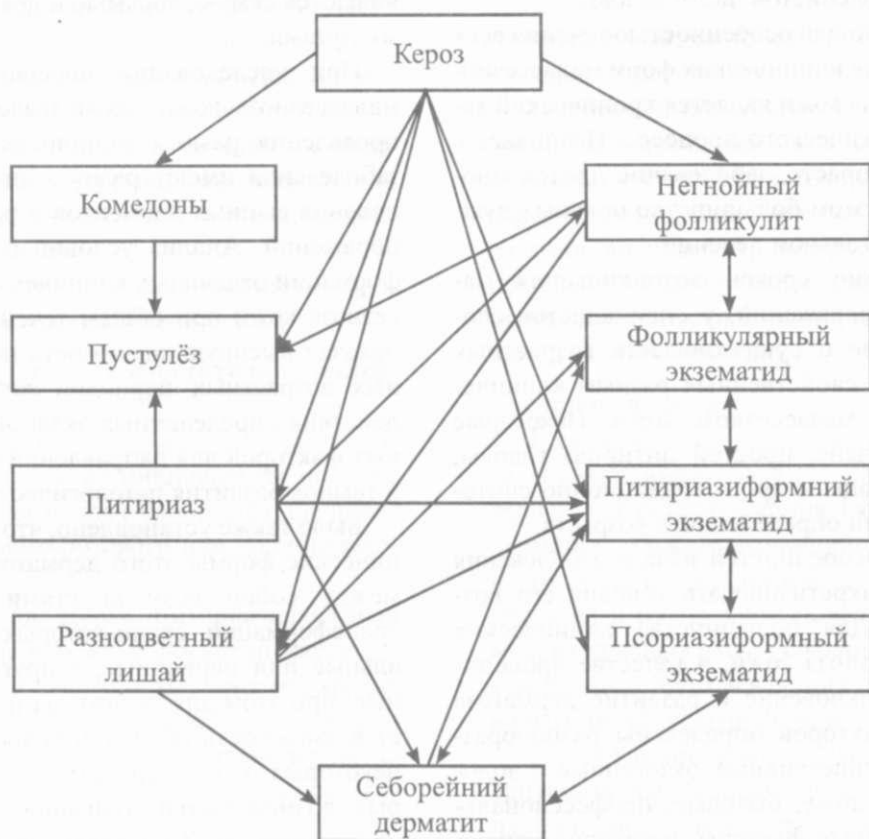 Кероз
Комедоны
Негнойный
фолликулит
Пустулёз
Фолликулярный
экзематид
Питириаз
Питириазиформний
экзематид
Разноцветный
лишай
Псориазиформный
экзематид
Себорейний
дерматит